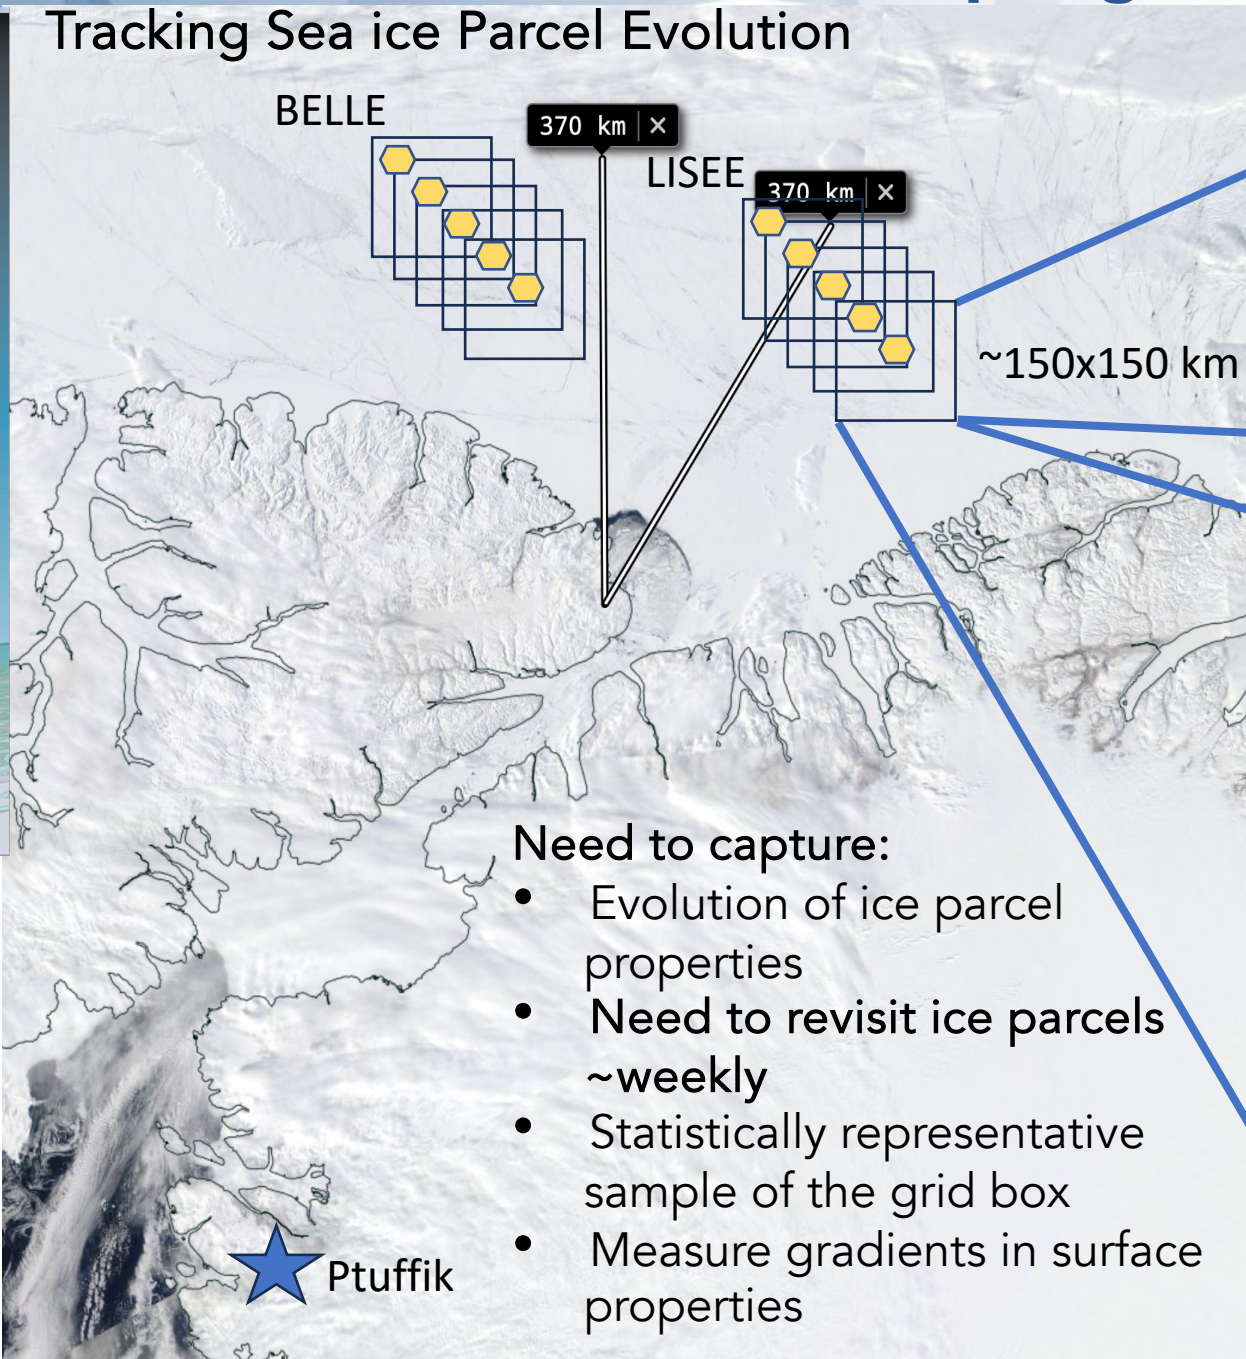 Tracking Sea ice Parcel Evolution
BELLE
370 km ×
LISEE
370 km ×
~150x150 km
Need to capture:
• Evolution of ice parcel
properties
• Need to revisit ice parcels
~weekly
• Statistically representative
sample of the grid box
• Measure gradients in surface
properties
Ptuffik